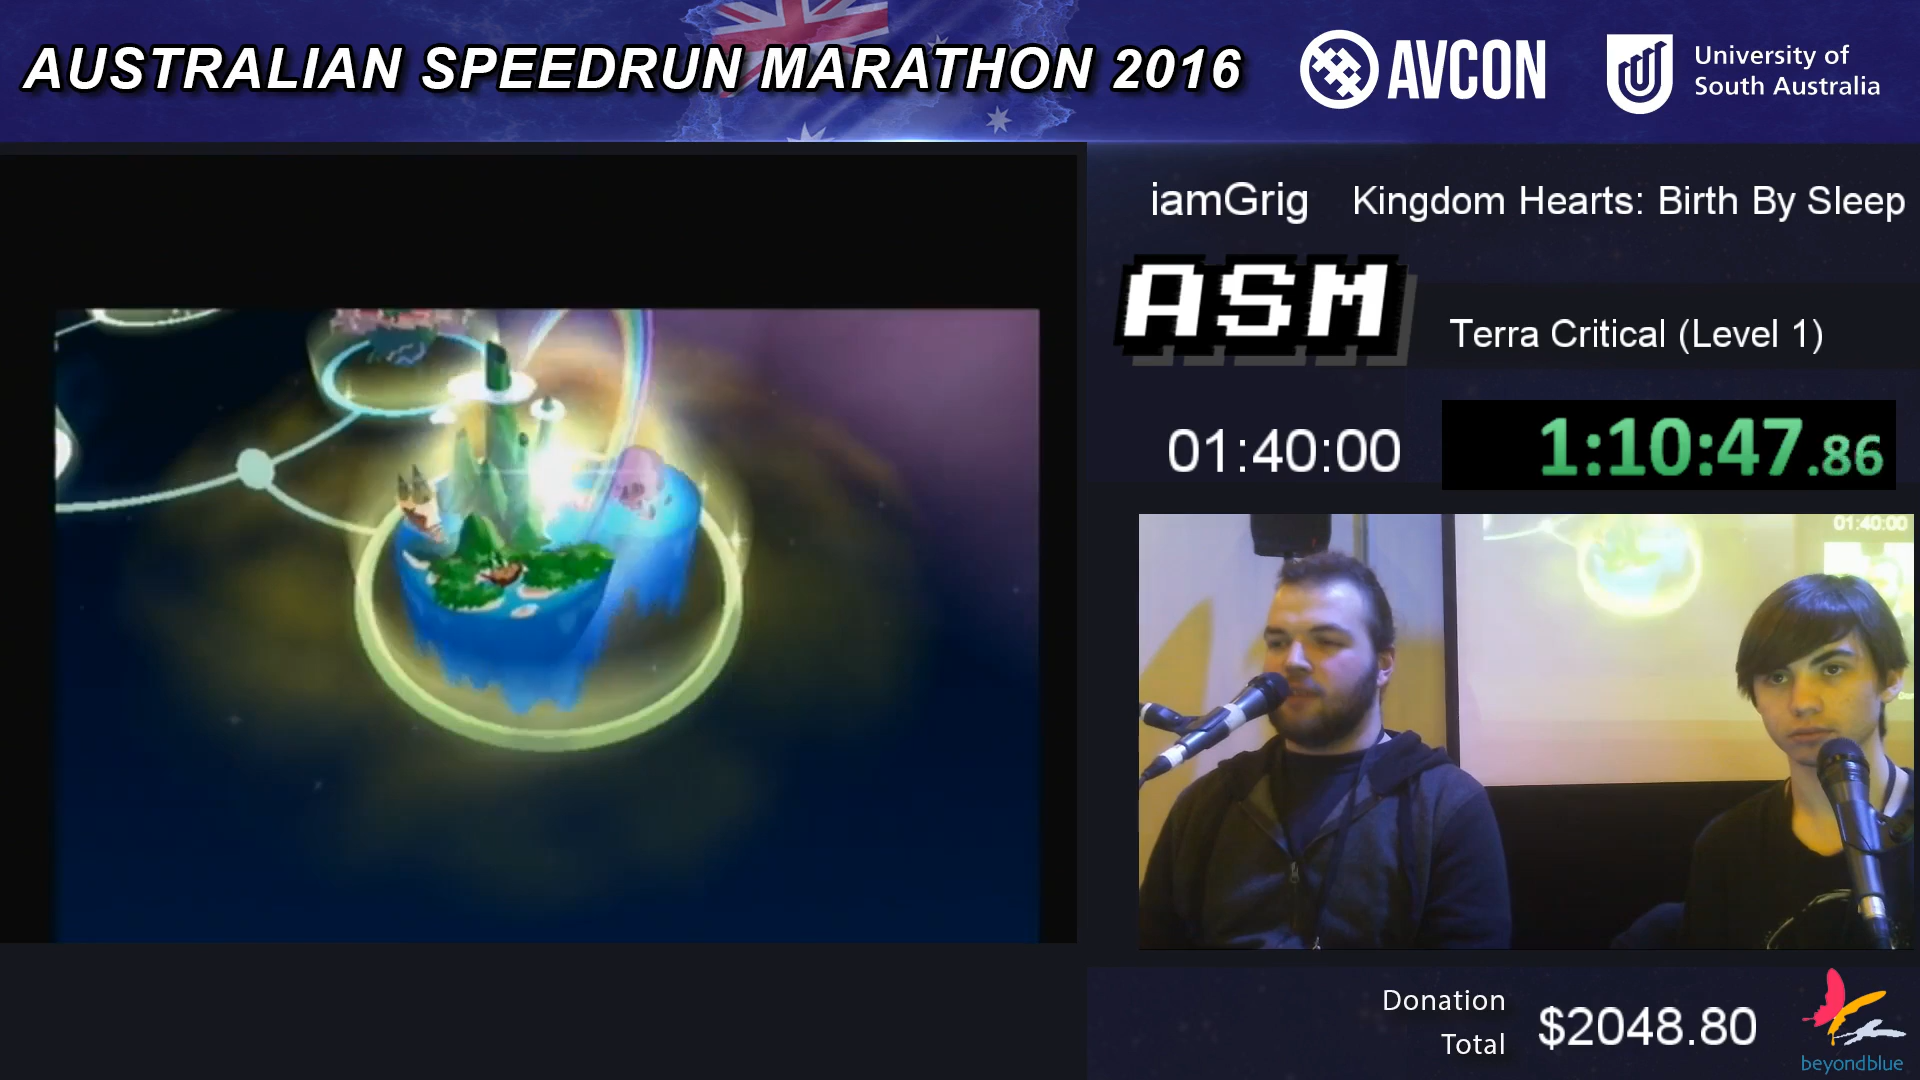 AUSTRALIAN SPEEDRUN MARATHON 2016
AVCON
University of
South Australia
iamGrig
Kingdom Hearts: Birth By Sleep
ASM
Terra Critical (Level 1)
01:40:00
1:10:47.86
01:40:00
Donation
Total
$2048.80
beyondblue